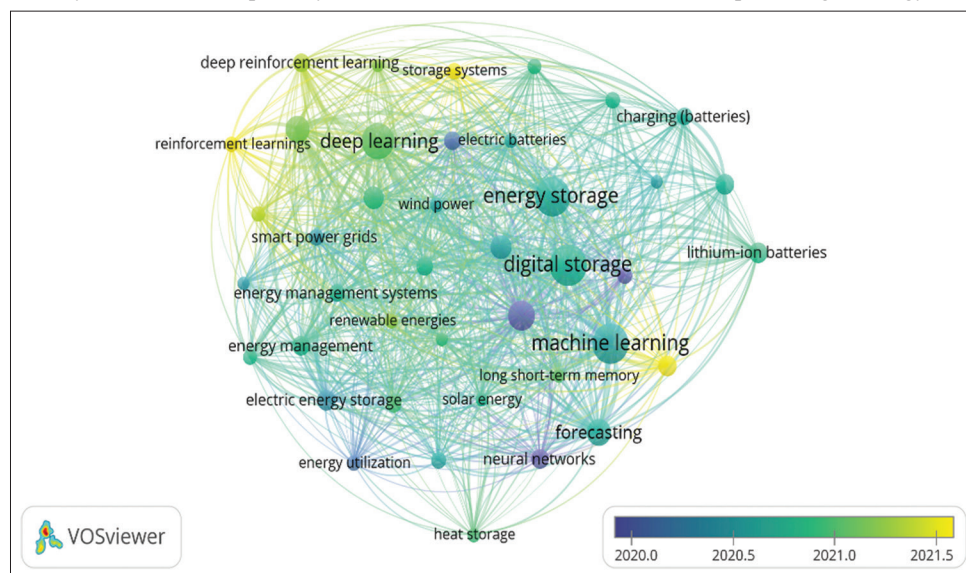 deep reinforcement learning
storage systems
charging (batteries)
reinforcement learnings
deep learning
electric batteries
energy storage
wind power
smart power grids
lithium-ion batteries
digital storage
energy management systems
renewable energies
machine learning
energy management
long short-term memory
electric energy storage
solar energy
forecasting
energy utilization
neural networks
heat storage
VOSviewer
2020.0 2020.5 2021.0 2021.5